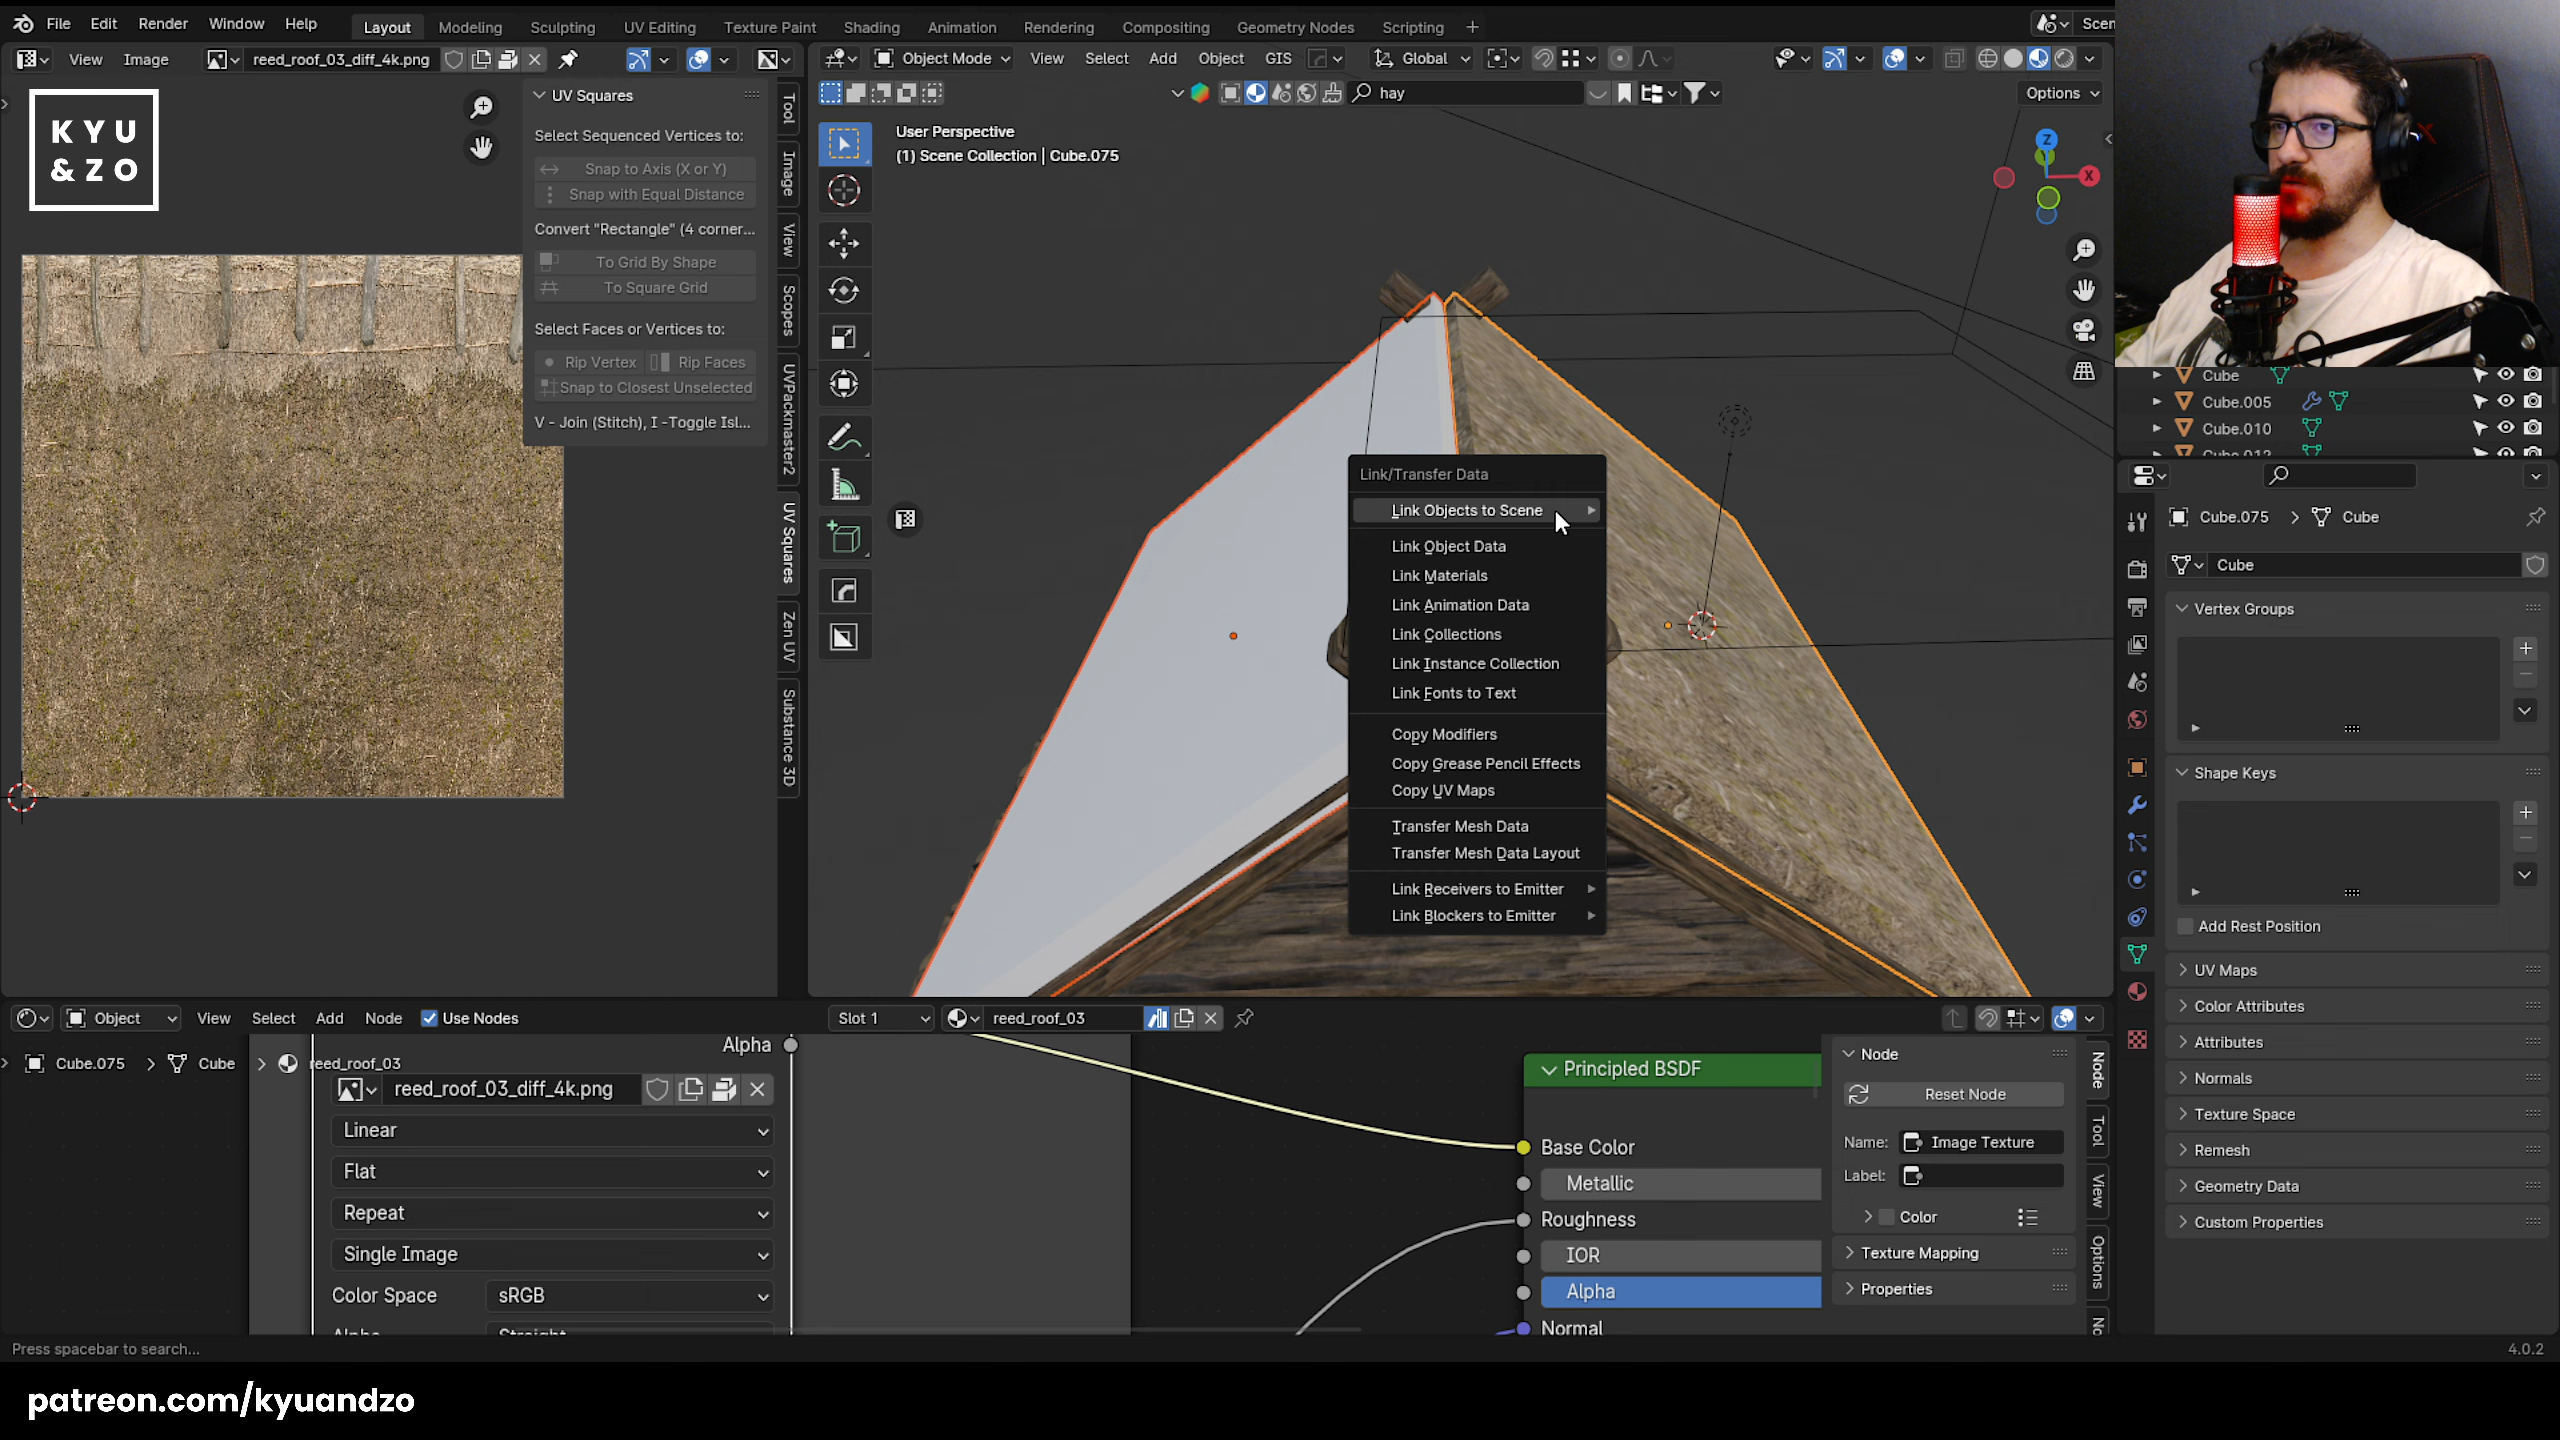 File Edit Render Window Help
Layout Modeling Sculpting UV Editing Texture Paint Shading Animation Rendering Compositing Geometry Nodes Scripting +
Scen
View Image reed_roof_03_diff_4k.png
Object Mode View Select Add Object GIS Global
hay Options
KYU
& ZO
UV Squares
Select Sequenced Vertices to:
Snap to Axis (X or Y)
Snap with Equal Distance
Convert "Rectangle" (4 corner...
To Grid By Shape
To Square Grid
Select Faces or Vertices to:
Rip Vertex Rip Faces
Snap to Closest Unselected
V - Join (Stitch), I -Toggle Isl...
Tool
Image
View
Scopes
UVPackmaster2
UV Squares
Zen UV
Substance 3D
User Perspective
(1) Scene Collection | Cube.075
Z
X
Link/Transfer Data
Link Objects to Scene
Link Object Data
Link Materials
Link Animation Data
Link Collections
Link Instance Collection
Link Fonts to Text
Copy Modifiers
Copy Grease Pencil Effects
Copy UV Maps
Transfer Mesh Data
Transfer Mesh Data Layout
Link Receivers to Emitter
Link Blockers to Emitter
Cube
Cube.005
Cube.010
Cube.075 > Cube
Cube
Vertex Groups
Shape Keys
Add Rest Position
UV Maps
Color Attributes
Attributes
Normals
Texture Space
Remesh
Geometry Data
Custom Properties
Object View Select Add Node Use Nodes Slot 1 reed_roof_03
Cube.075 > Cube > reed_roof_03
Alpha
reed_roof_03_diff_4k.png
Linear
Flat
Repeat
Single Image
Color Space sRGB
Principled BSDF
Base Color
Metallic
Roughness
IOR
Alpha
Normal
Node
Reset Node
Name: Image Texture
Label:
Color
Texture Mapping
Properties
Node
Tool
View
Options
No
Press spacebar to search...
4.0.2
patreon.com/kyuandzo